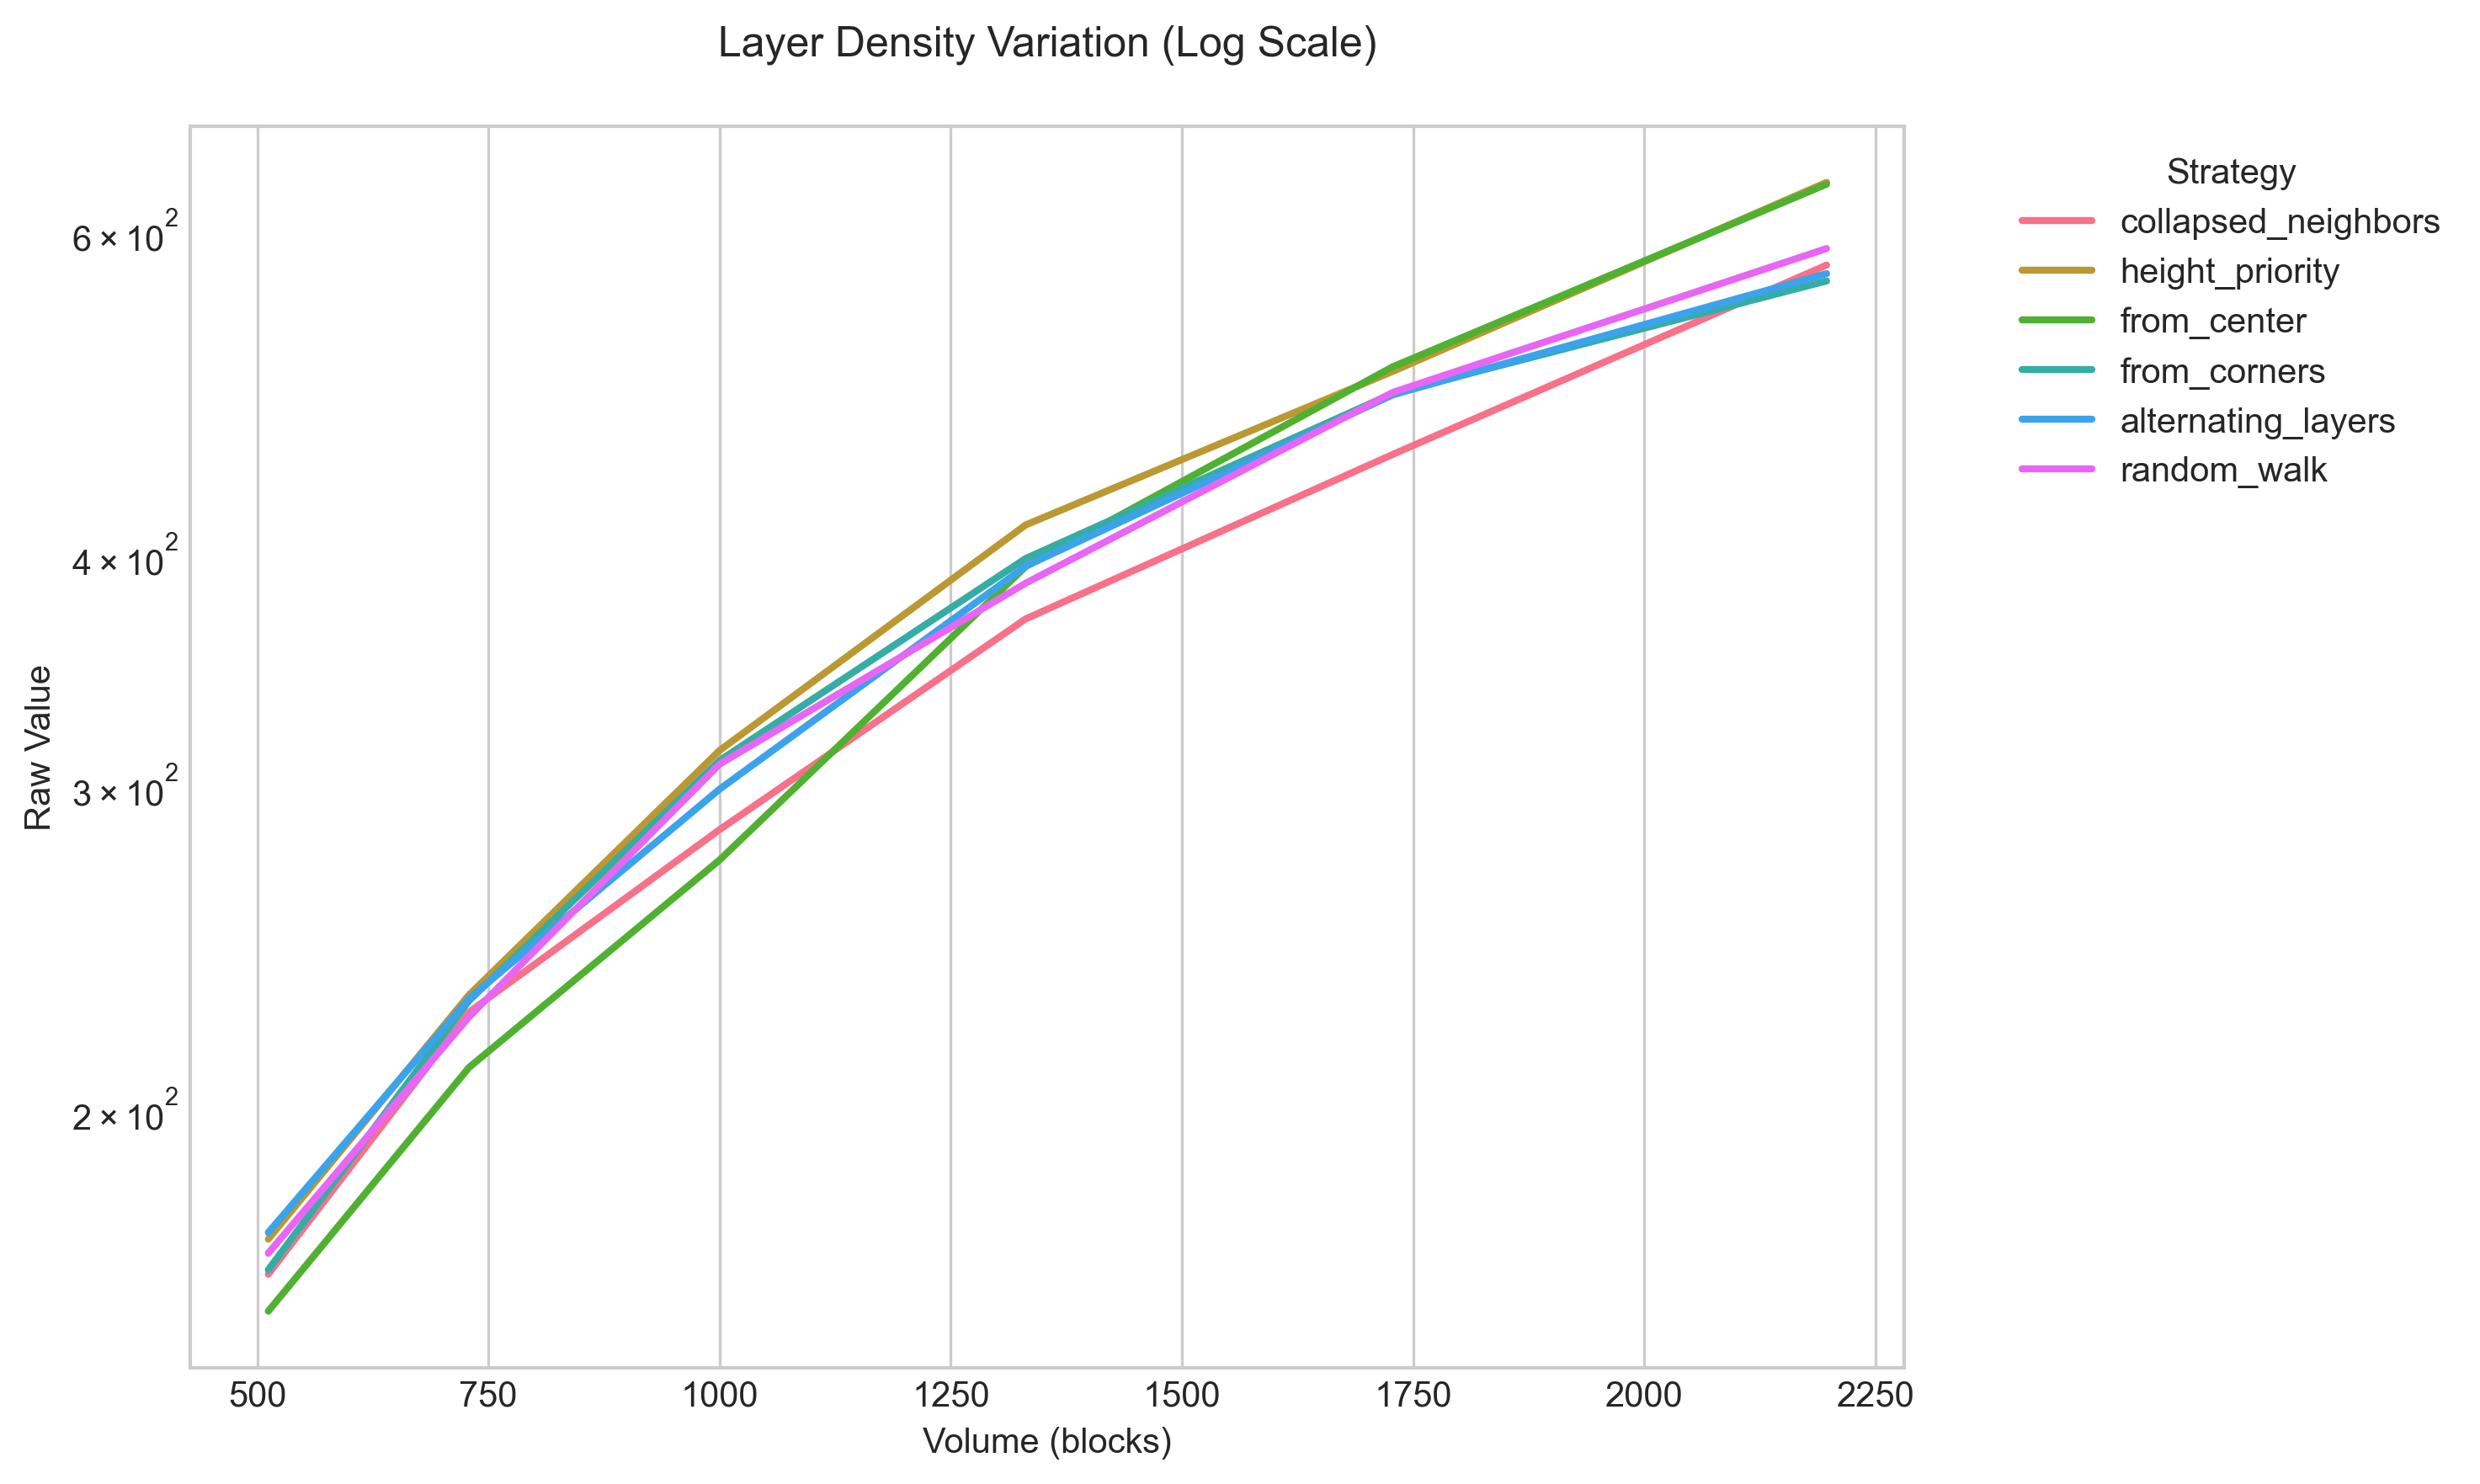 Layer Density Variation (Log Scale)
Raw Value
6 × 10²
4 × 10²
3 × 10²
2 × 10²
500 750 1000 1250 1500 1750 2000 2250
Volume (blocks)
Strategy
collapsed_neighbors
height_priority
from_center
from_corners
alternating_layers
random_walk